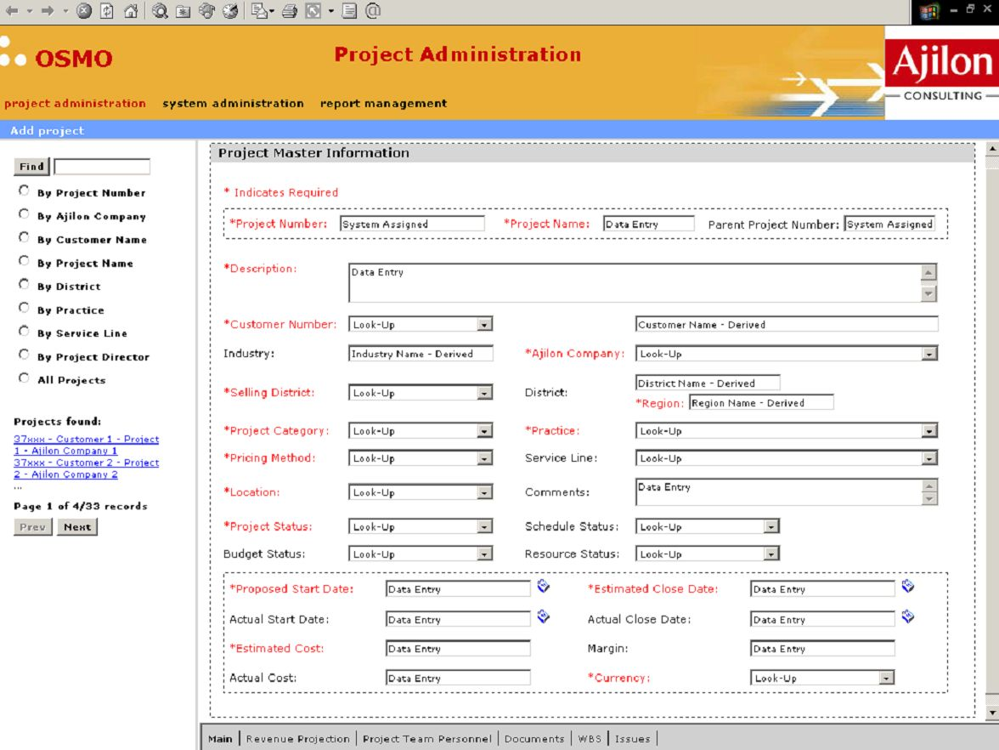 OSMO
Project Administration
Ajilon
CONSULTING
project administration system administration report management
Add project
Find
By Project Number
By Ajilon Company
By Customer Name
By Project Name
By District
By Practice
By Service Line
By Project Director
All Projects
Projects found:
37xxx - Customer 1 - Project
1 - Ajilon Company 1
37xxx - Customer 2 - Project
2 - Ajilon Company 2
...
Page 1 of 4/33 records
Prev Next
Project Master Information
* Indicates Required
*Project Number: System Assigned *Project Name: Data Entry Parent Project Number: System Assigned
*Description: Data Entry
*Customer Number: Look-Up Customer Name - Derived
Industry: Industry Name - Derived *Ajilon Company: Look-Up
*Selling District: Look-Up District: District Name - Derived
*Region: Region Name - Derived
*Project Category: Look-Up *Practice: Look-Up
*Pricing Method: Look-Up Service Line: Look-Up
*Location: Look-Up Comments: Data Entry
*Project Status: Look-Up Schedule Status: Look-Up
Budget Status: Look-Up Resource Status: Look-Up
*Proposed Start Date: Data Entry *Estimated Close Date: Data Entry
Actual Start Date: Data Entry Actual Close Date: Data Entry
*Estimated Cost: Data Entry Margin: Data Entry
Actual Cost: Data Entry *Currency: Look-Up
Main | Revenue Projection | Project Team Personnel | Documents | WBS | Issues |